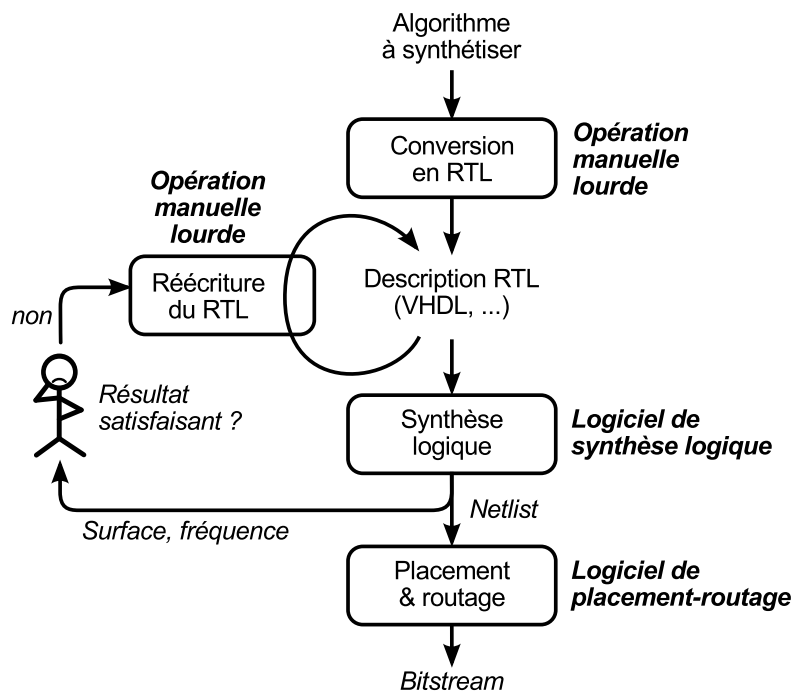 Algorithme
à synthétiser
Conversion
en RTL
Opération
manuelle
lourde
Opération
manuelle
lourde
Réécriture
du RTL
Description RTL
(VHDL, ...)
non
Résultat
satisfaisant ?
Synthèse
logique
Logiciel de
synthèse logique
Surface, fréquence
Netlist
Placement
& routage
Logiciel de
placement-routage
Bitstream